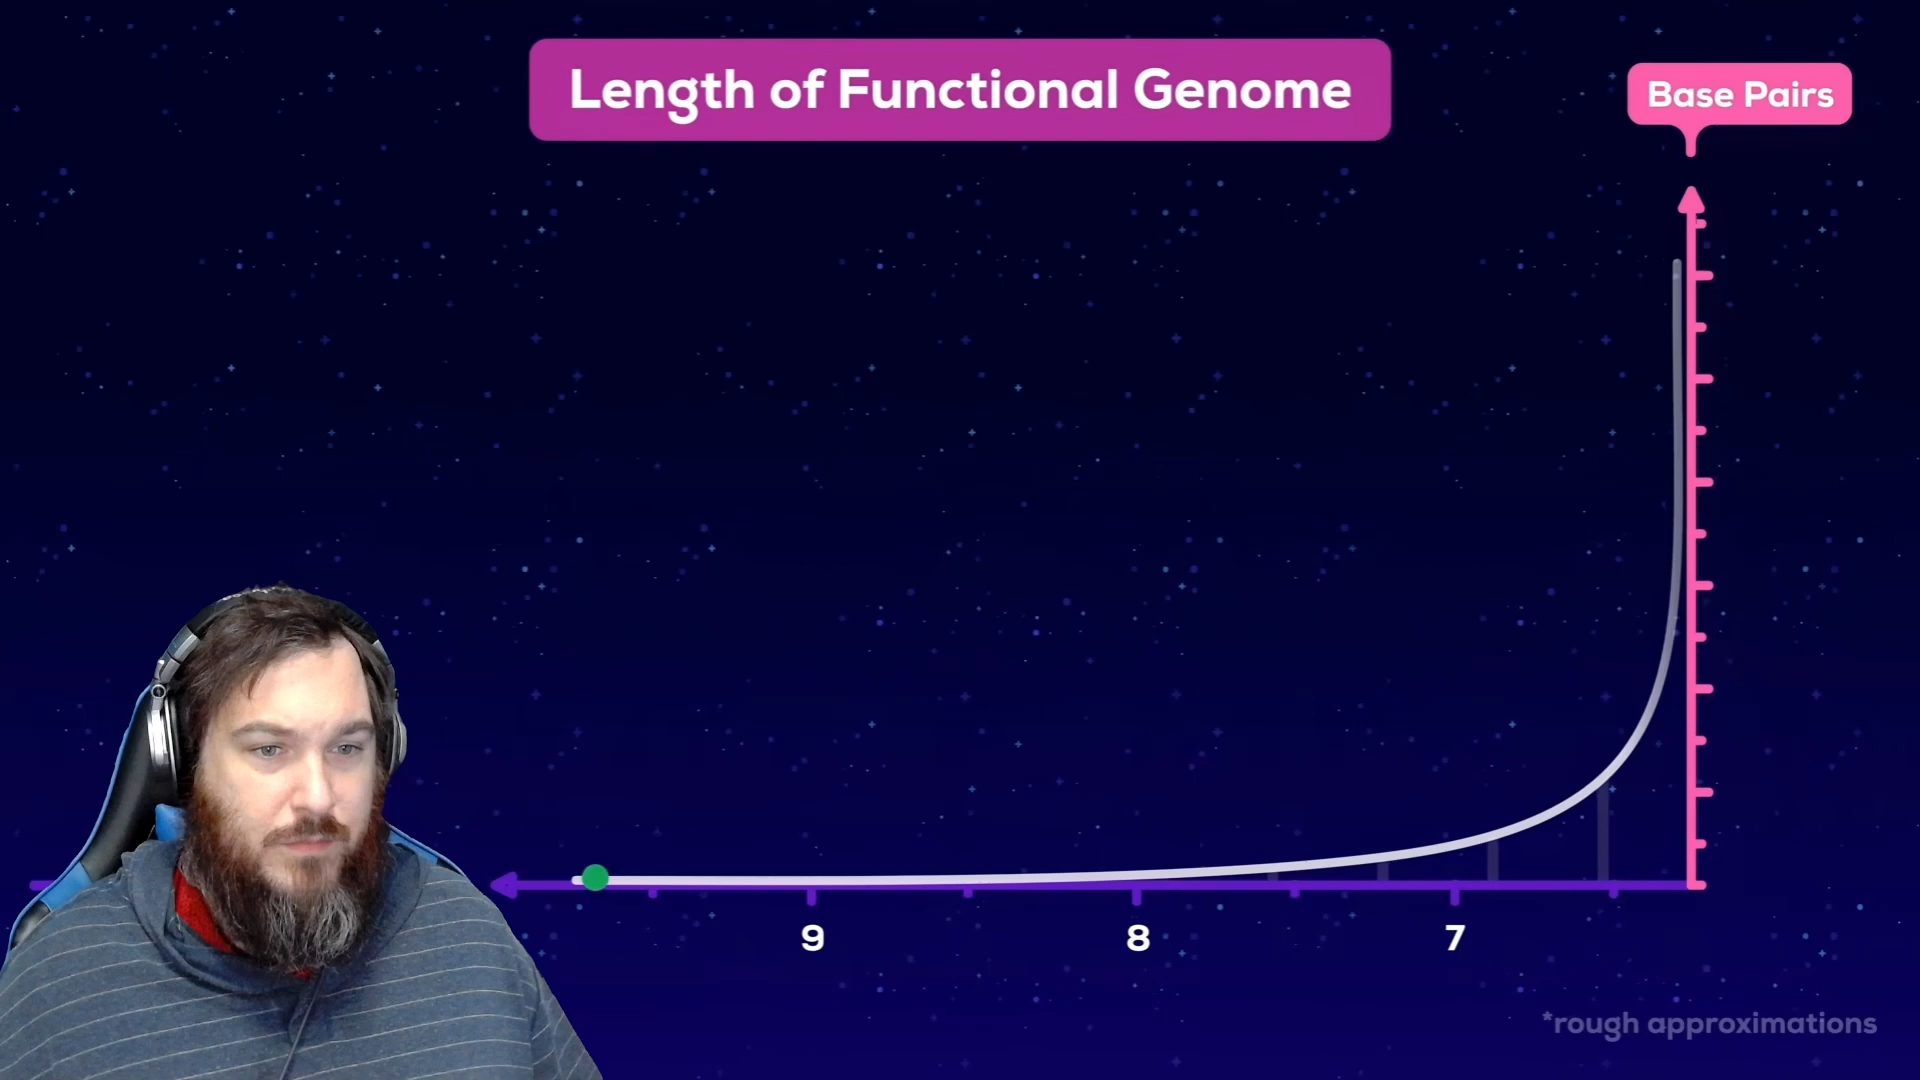 Length of Functional Genome
Base Pairs
9 8 7
*rough approximations